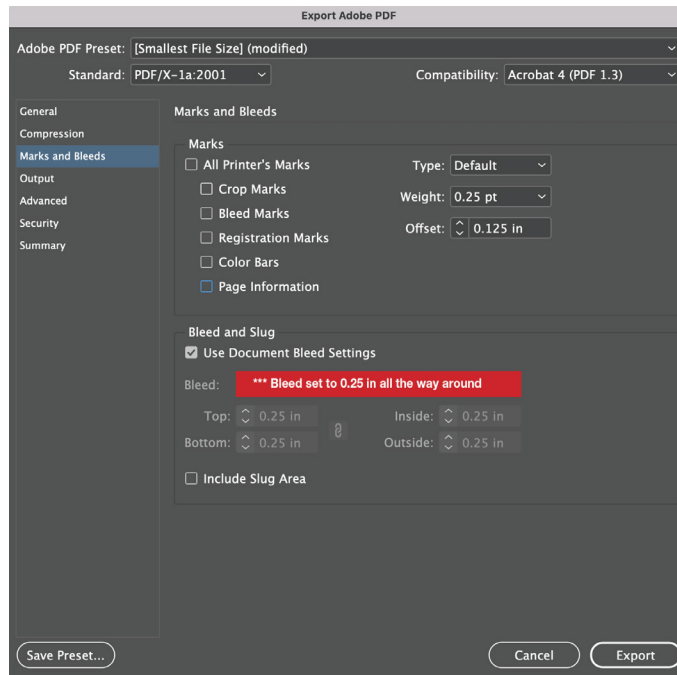 Export Adobe PDF
Adobe PDF Preset: [Smallest File Size] (modified)
Standard: PDF/X-1a:2001 Compatibility: Acrobat 4 (PDF 1.3)
General
Compression
Marks and Bleeds
Output
Advanced
Security
Summary
Marks and Bleeds
Marks
All Printer's Marks
Crop Marks
Bleed Marks
Registration Marks
Color Bars
Page Information
Type: Default
Weight: 0.25 pt
Offset: 0.125 in
Bleed and Slug
Use Document Bleed Settings
Bleed: *** Bleed set to 0.25 in all the way around
Top: 0.25 in Inside: 0.25 in
Bottom: 0.25 in Outside: 0.25 in
Include Slug Area
Save Preset... Cancel Export